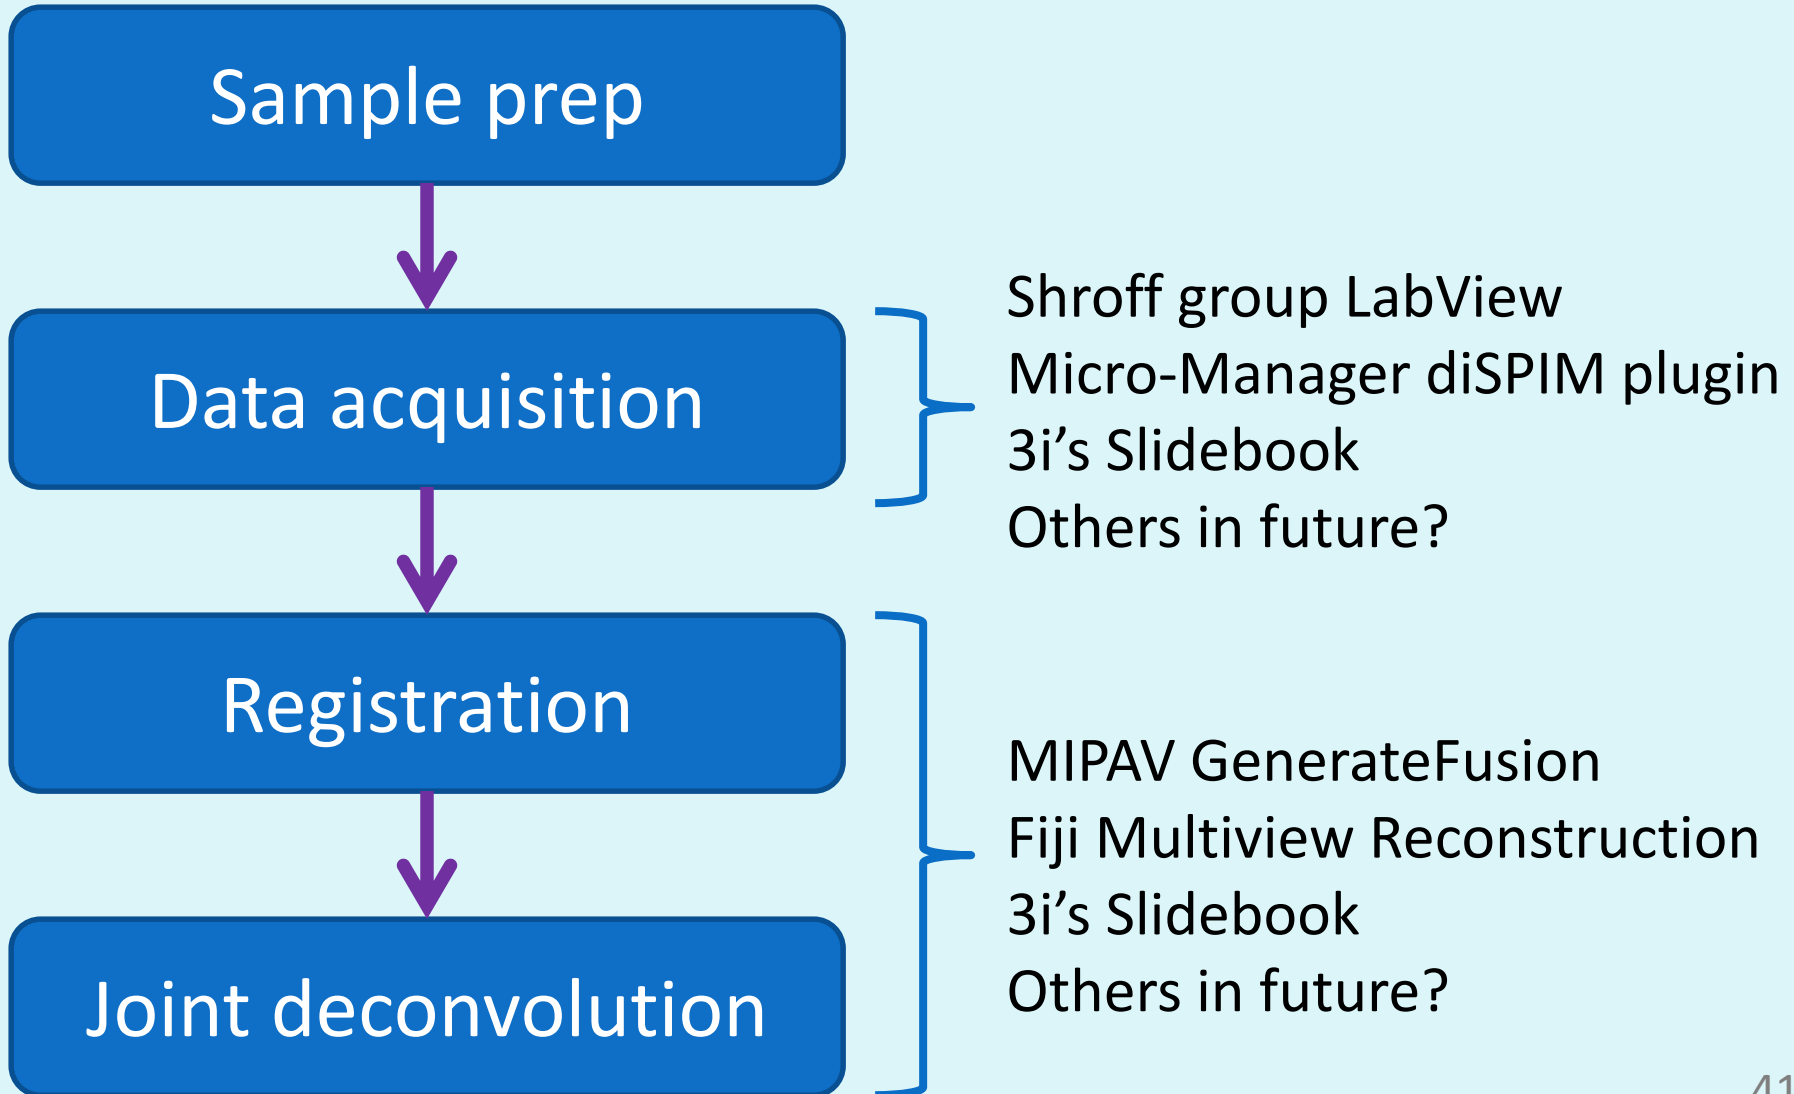 Sample prep
Data acquisition
Shroff group LabView
Micro-Manager diSPIM plugin
3i’s Slidebook
Others in future?
Registration
Joint deconvolution
MIPAV GenerateFusion
Fiji Multiview Reconstruction
3i’s Slidebook
Others in future?
41